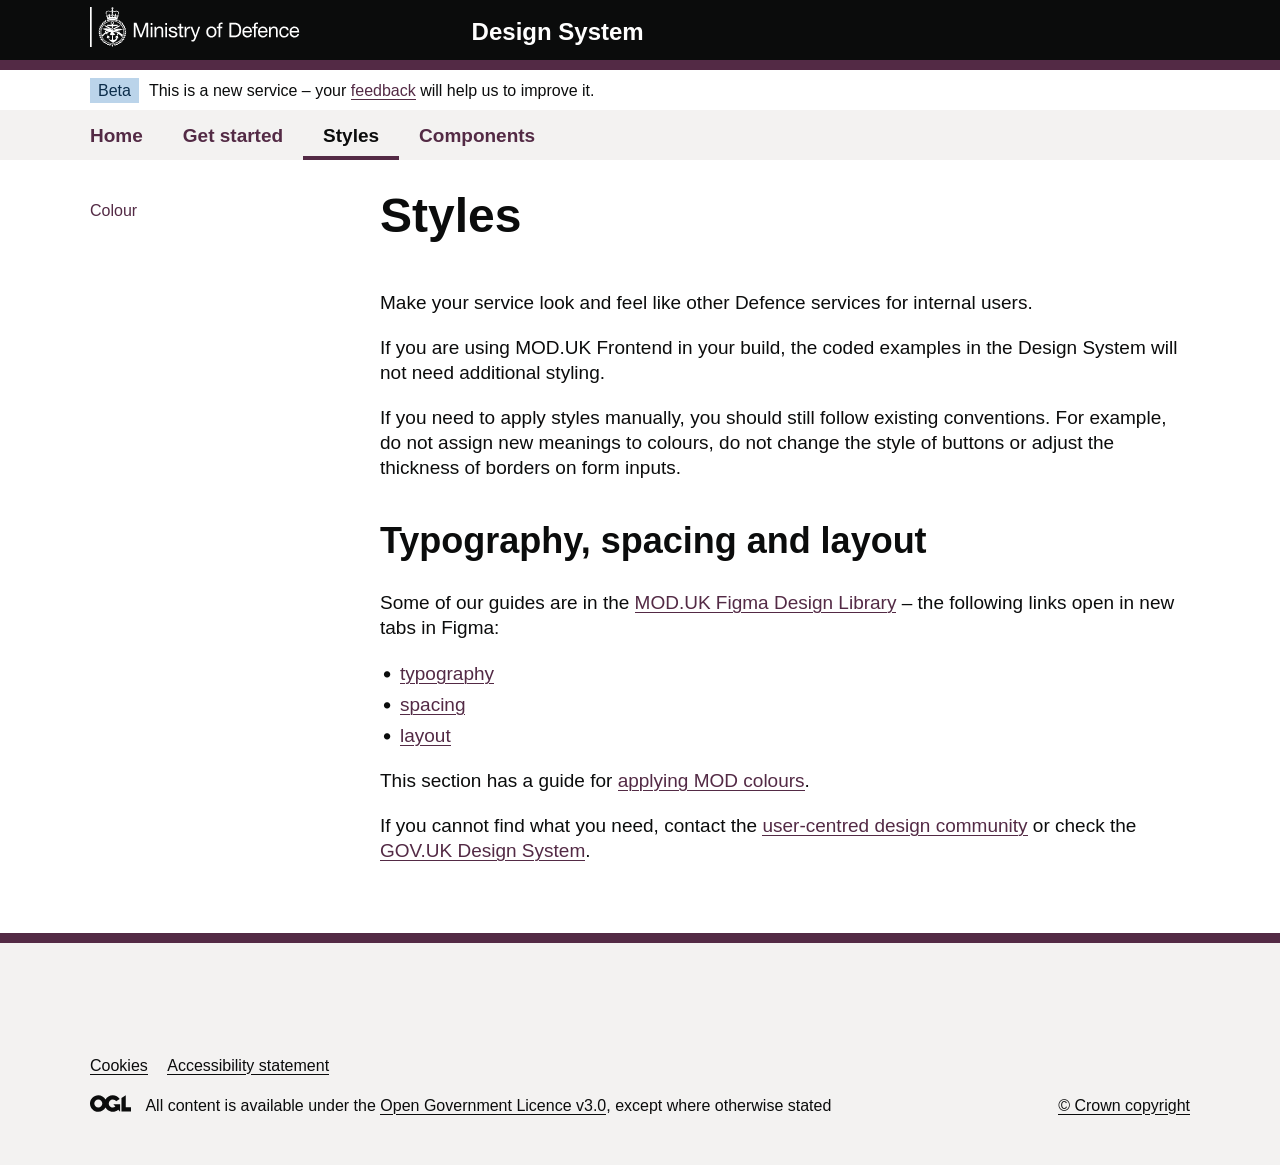 Ministry of Defence
Design System
Beta This is a new service – your feedback will help us to improve it.
Home Get started Styles Components
Colour
Styles
Make your service look and feel like other Defence services for internal users.
If you are using MOD.UK Frontend in your build, the coded examples in the Design System will
not need additional styling.
If you need to apply styles manually, you should still follow existing conventions. For example,
do not assign new meanings to colours, do not change the style of buttons or adjust the
thickness of borders on form inputs.
Typography, spacing and layout
Some of our guides are in the MOD.UK Figma Design Library – the following links open in new
tabs in Figma:
• typography
• spacing
• layout
This section has a guide for applying MOD colours.
If you cannot find what you need, contact the user-centred design community or check the
GOV.UK Design System.
Cookies Accessibility statement
OGL All content is available under the Open Government Licence v3.0, except where otherwise stated
© Crown copyright